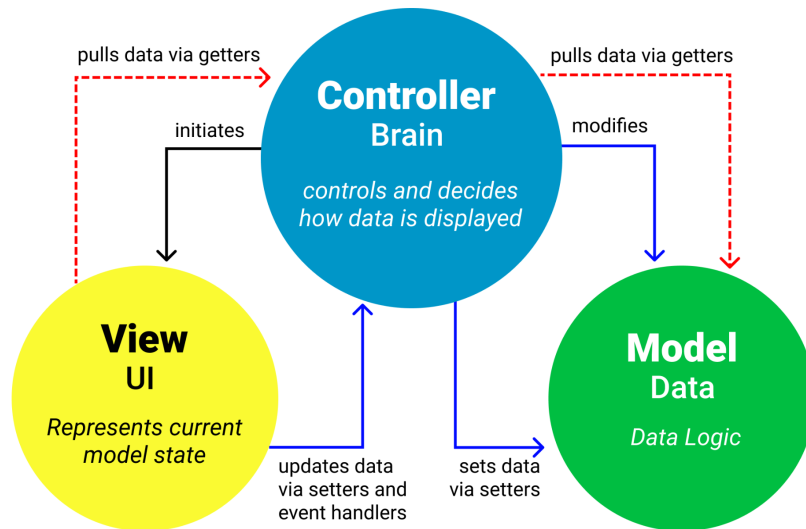 pulls data via getters
pulls data via getters
Controller
Brain
initiates
modifies
controls and decides
how data is displayed
View
UI
Represents current
model state
Model
Data
Data Logic
updates data
via setters and
event handlers
sets data
via setters